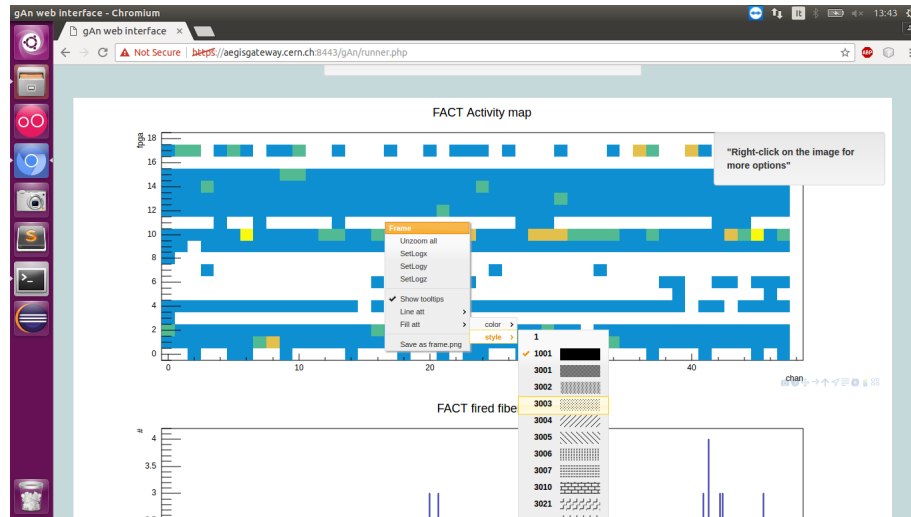 gAn web interface - Chromium
It
13:43
gAn web interface ×
Not Secure | https://aegisgateway.cern.ch:8443/gAn/runner.php
ABP
FACT Activity map
"Right-click on the image for
more options"
fpga
18
16
14
12
10
8
6
4
2
0
0
10
20
40
chan
Frame
Unzoom all
SetLogx
SetLogy
SetLogz
Show tooltips
Line att
Fill att
Save as frame.png
color
style
1
1001
3001
3002
3003
3004
3005
3006
3007
3010
3021
FACT fired fibe
#
4
3.5
3